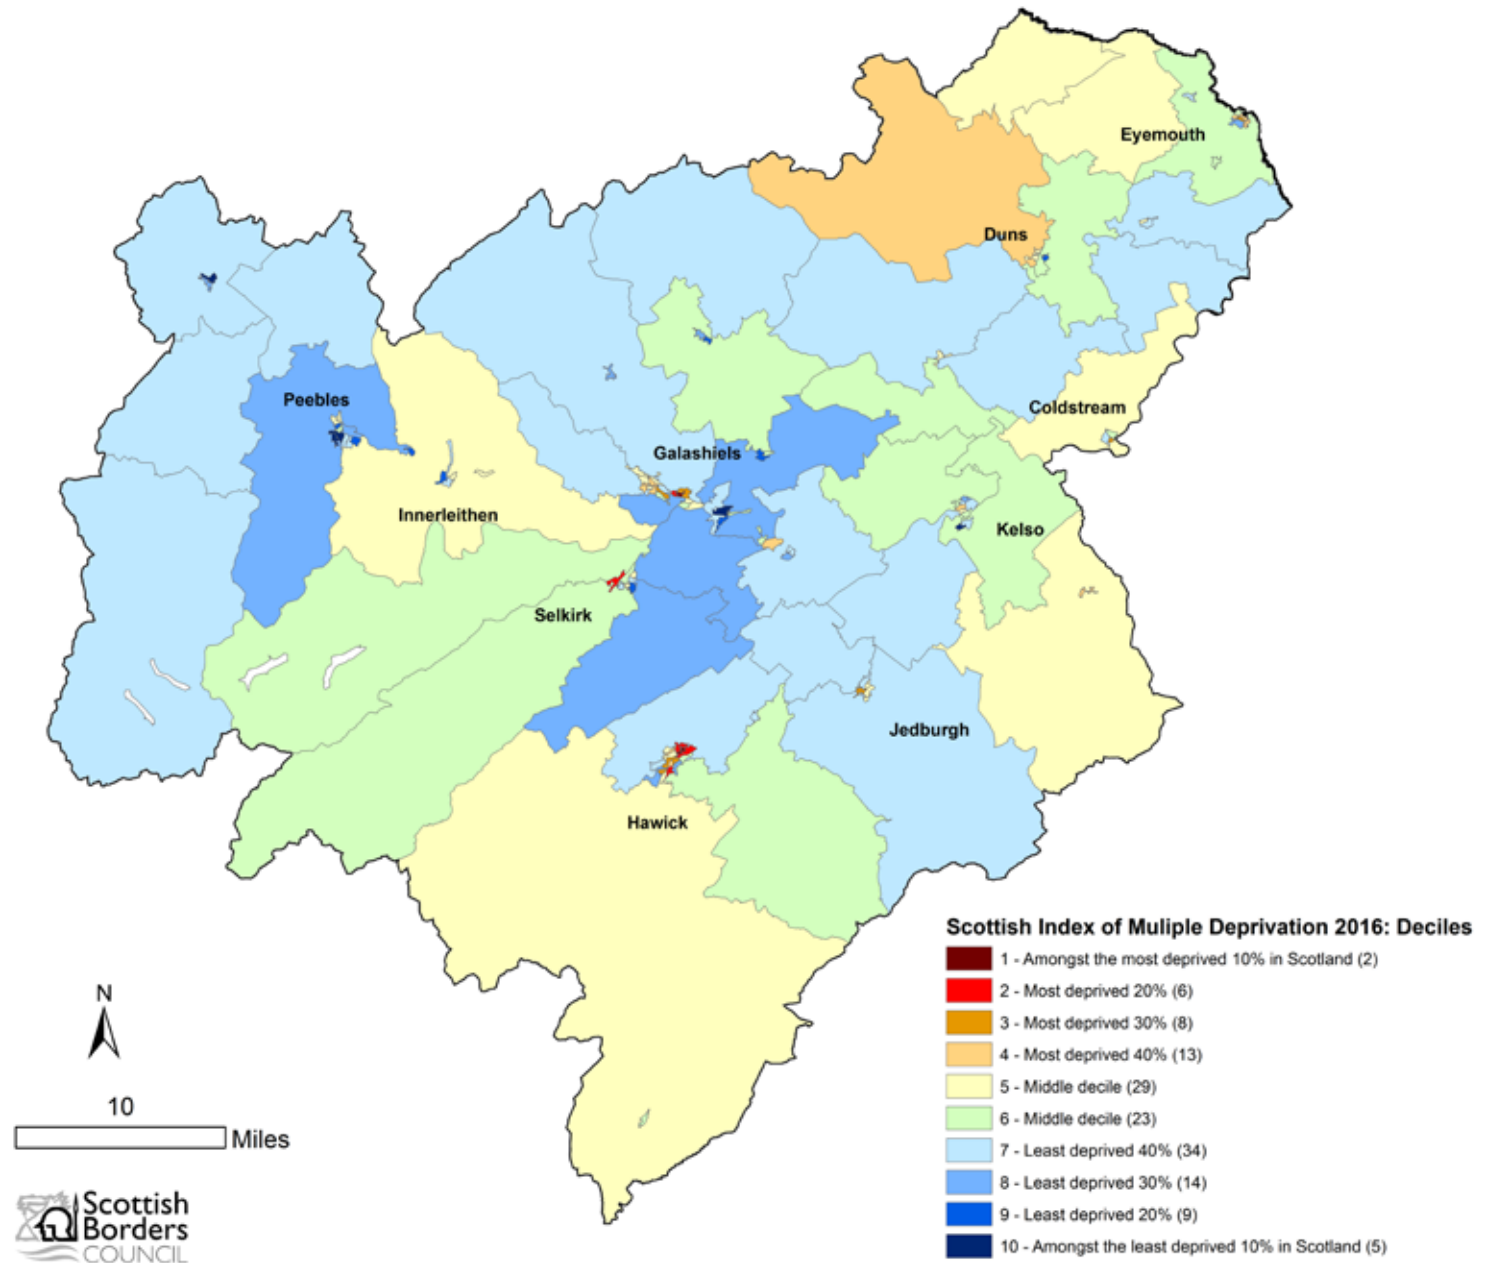 Eyemouth
Duns
Peebles
Coldstream
Galashiels
Innerleithen
Kelso
Selkirk
Jedburgh
Hawick
Scottish Index of Muliple Deprivation 2016: Deciles
1 - Amongst the most deprived 10% in Scotland (2)
2 - Most deprived 20% (6)
3 - Most deprived 30% (8)
4 - Most deprived 40% (13)
5 - Middle decile (29)
6 - Middle decile (23)
7 - Least deprived 40% (34)
8 - Least deprived 30% (14)
9 - Least deprived 20% (9)
10 - Amongst the least deprived 10% in Scotland (5)
N
10
Miles
Scottish
Borders
COUNCIL